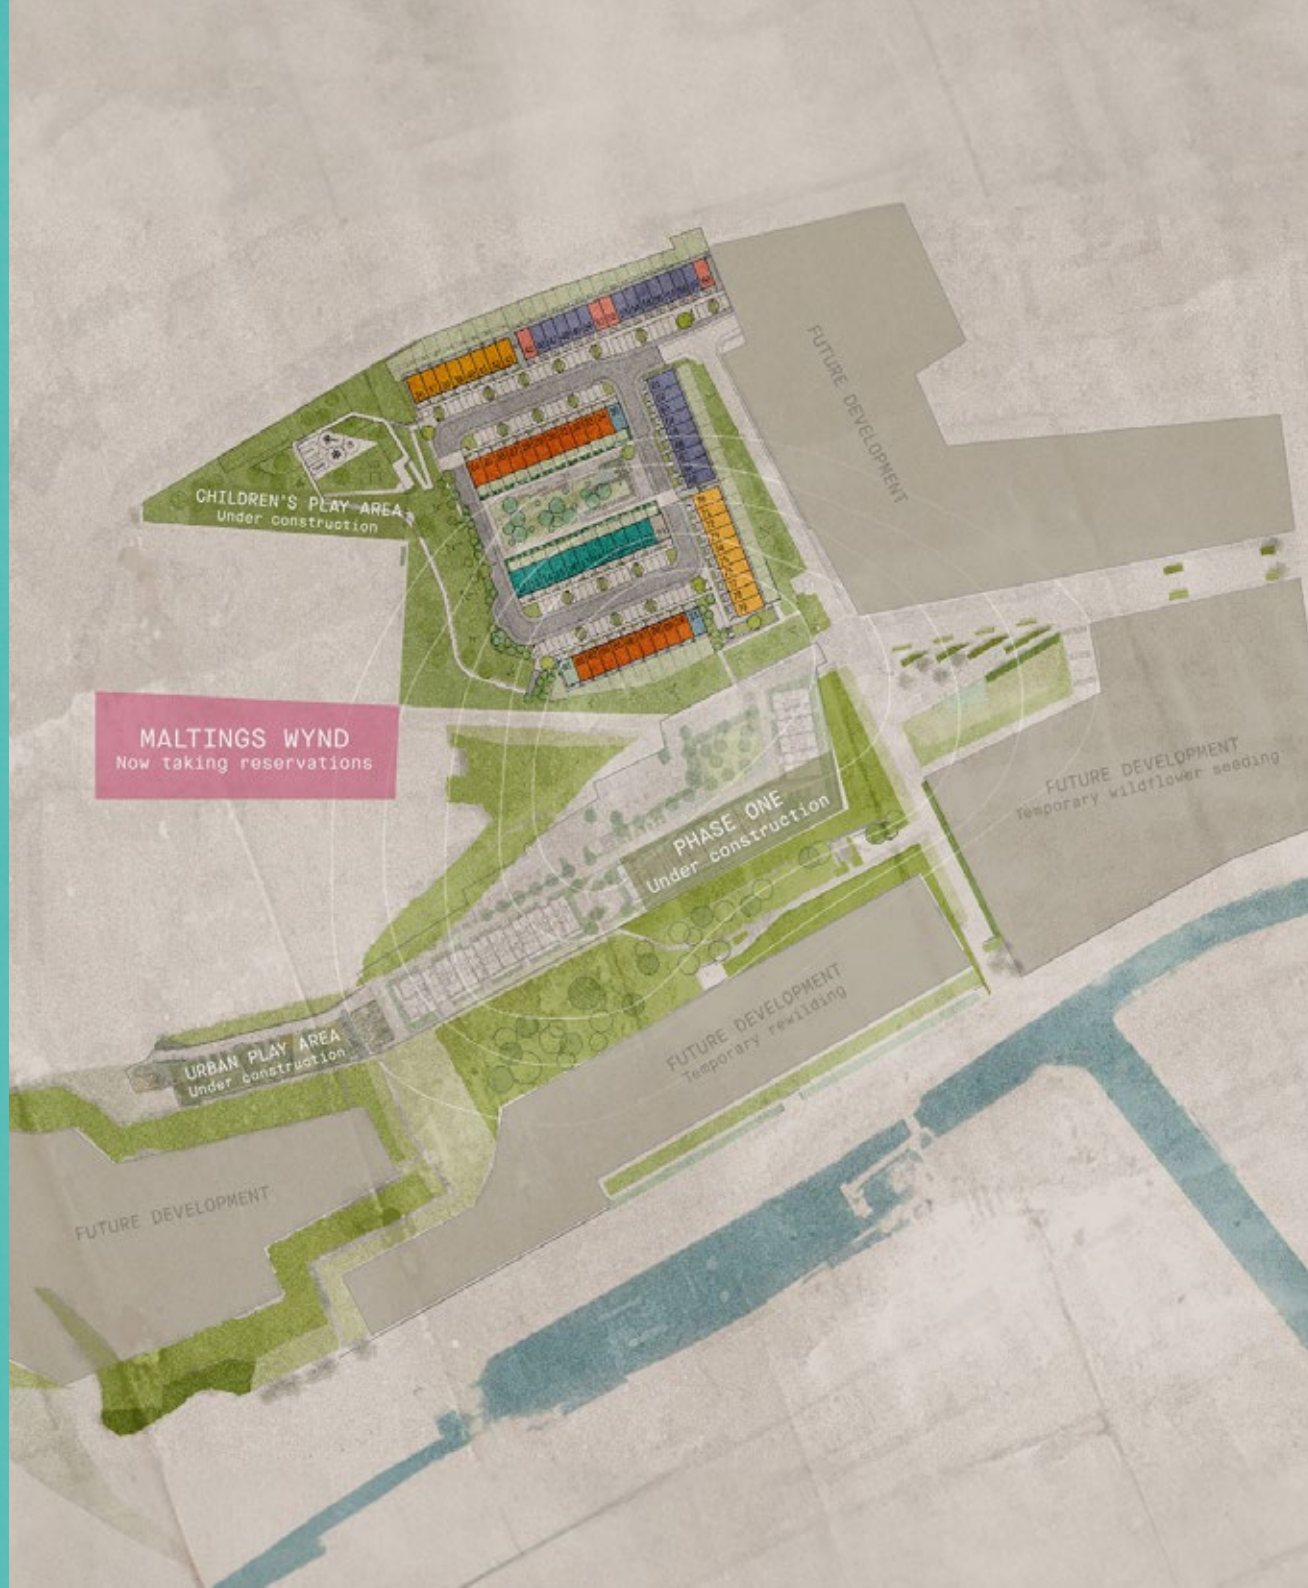 FUTURE DEVELOPMENT
CHILDREN'S PLAY AREA
Under construction
MALTINGS WYND
Now taking reservations
FUTURE DEVELOPMENT
Temporary wildflower seeding
PHASE ONE
Under construction
FUTURE DEVELOPMENT
Temporary rewilding
URBAN PLAY AREA
Under construction
FUTURE DEVELOPMENT